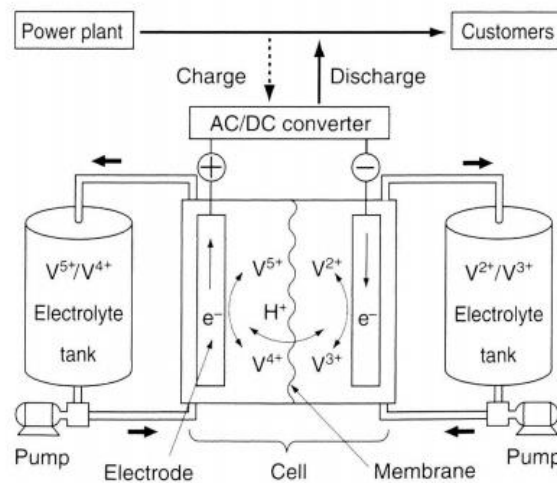 Power plant
Customers
Charge
Discharge
AC/DC converter
+
−
V⁵⁺/V⁴⁺
Electrolyte
tank
V⁵⁺
V²⁺
e⁻
H⁺
e⁻
V⁴⁺
V³⁺
V²⁺/V³⁺
Electrolyte
tank
Pump
Electrode
Cell
Membrane
Pump